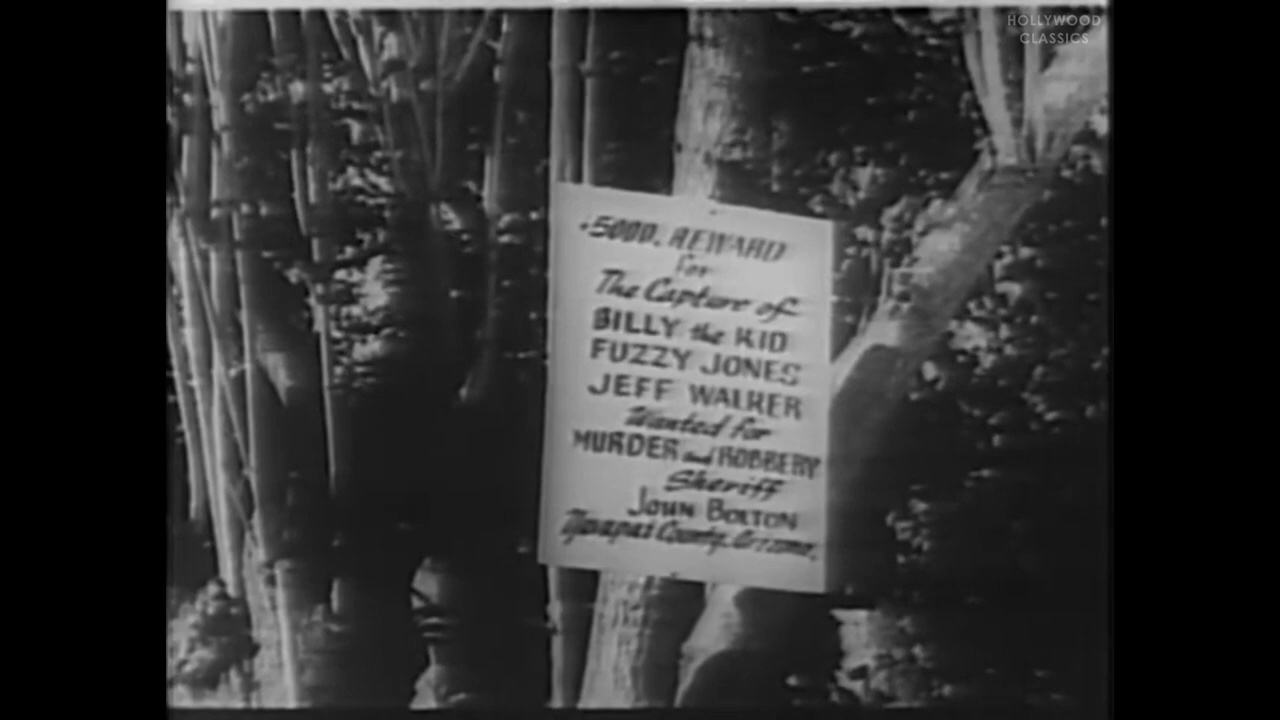 HOLLYWOOD
CLASSICS
$5000. REWARD
for
The Capture of
BILLY the KID
FUZZY JONES
JEFF WALKER
Wanted for
MURDER and ROBBERY
Sheriff
JOHN BOLTON
County, Arizona.